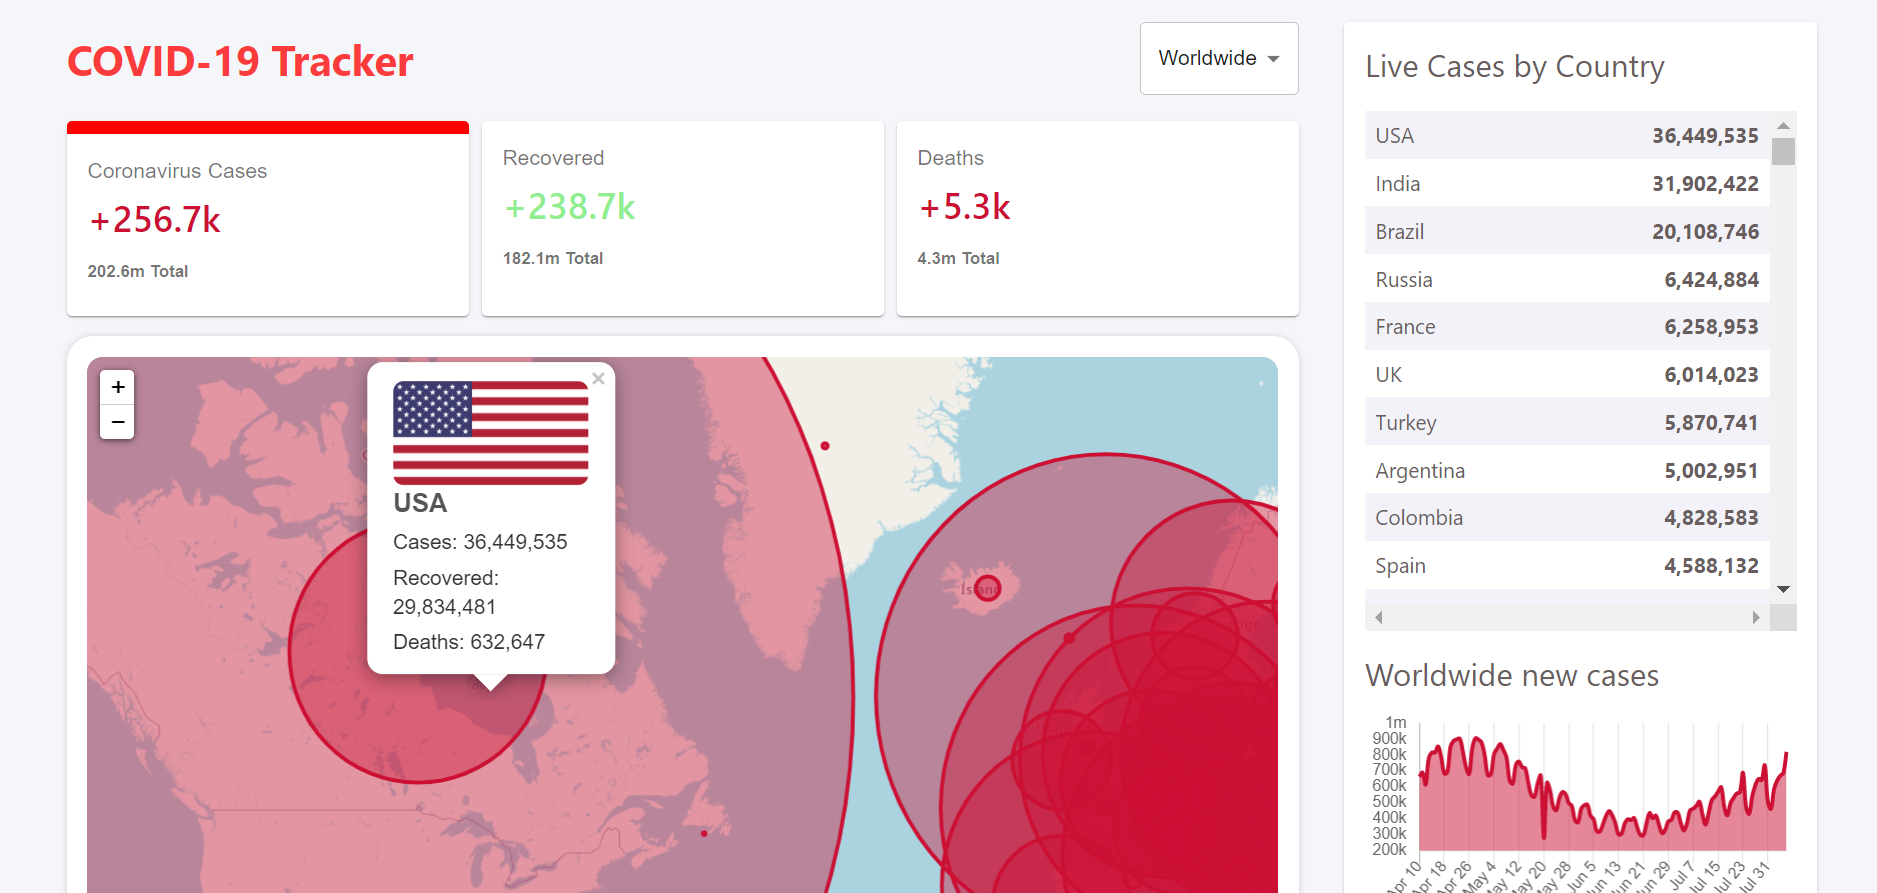 COVID-19 Tracker
Worldwide
Coronavirus Cases
+256.7k
202.6m Total
Recovered
+238.7k
182.1m Total
Deaths
+5.3k
4.3m Total
+
−
×
USA
Cases: 36,449,535
Recovered:
29,834,481
Deaths: 632,647
Ísland
Live Cases by Country
USA 36,449,535
India 31,902,422
Brazil 20,108,746
Russia 6,424,884
France 6,258,953
UK 6,014,023
Turkey 5,870,741
Argentina 5,002,951
Colombia 4,828,583
Spain 4,588,132
Worldwide new cases
1m
900k
800k
700k
600k
500k
400k
300k
200k
Apr 10 Apr 18 Apr 26 May 4 May 12 May 20 May 28 Jun 5 Jun 13 Jun 21 Jun 29 Jul 7 Jul 15 Jul 23 Jul 31